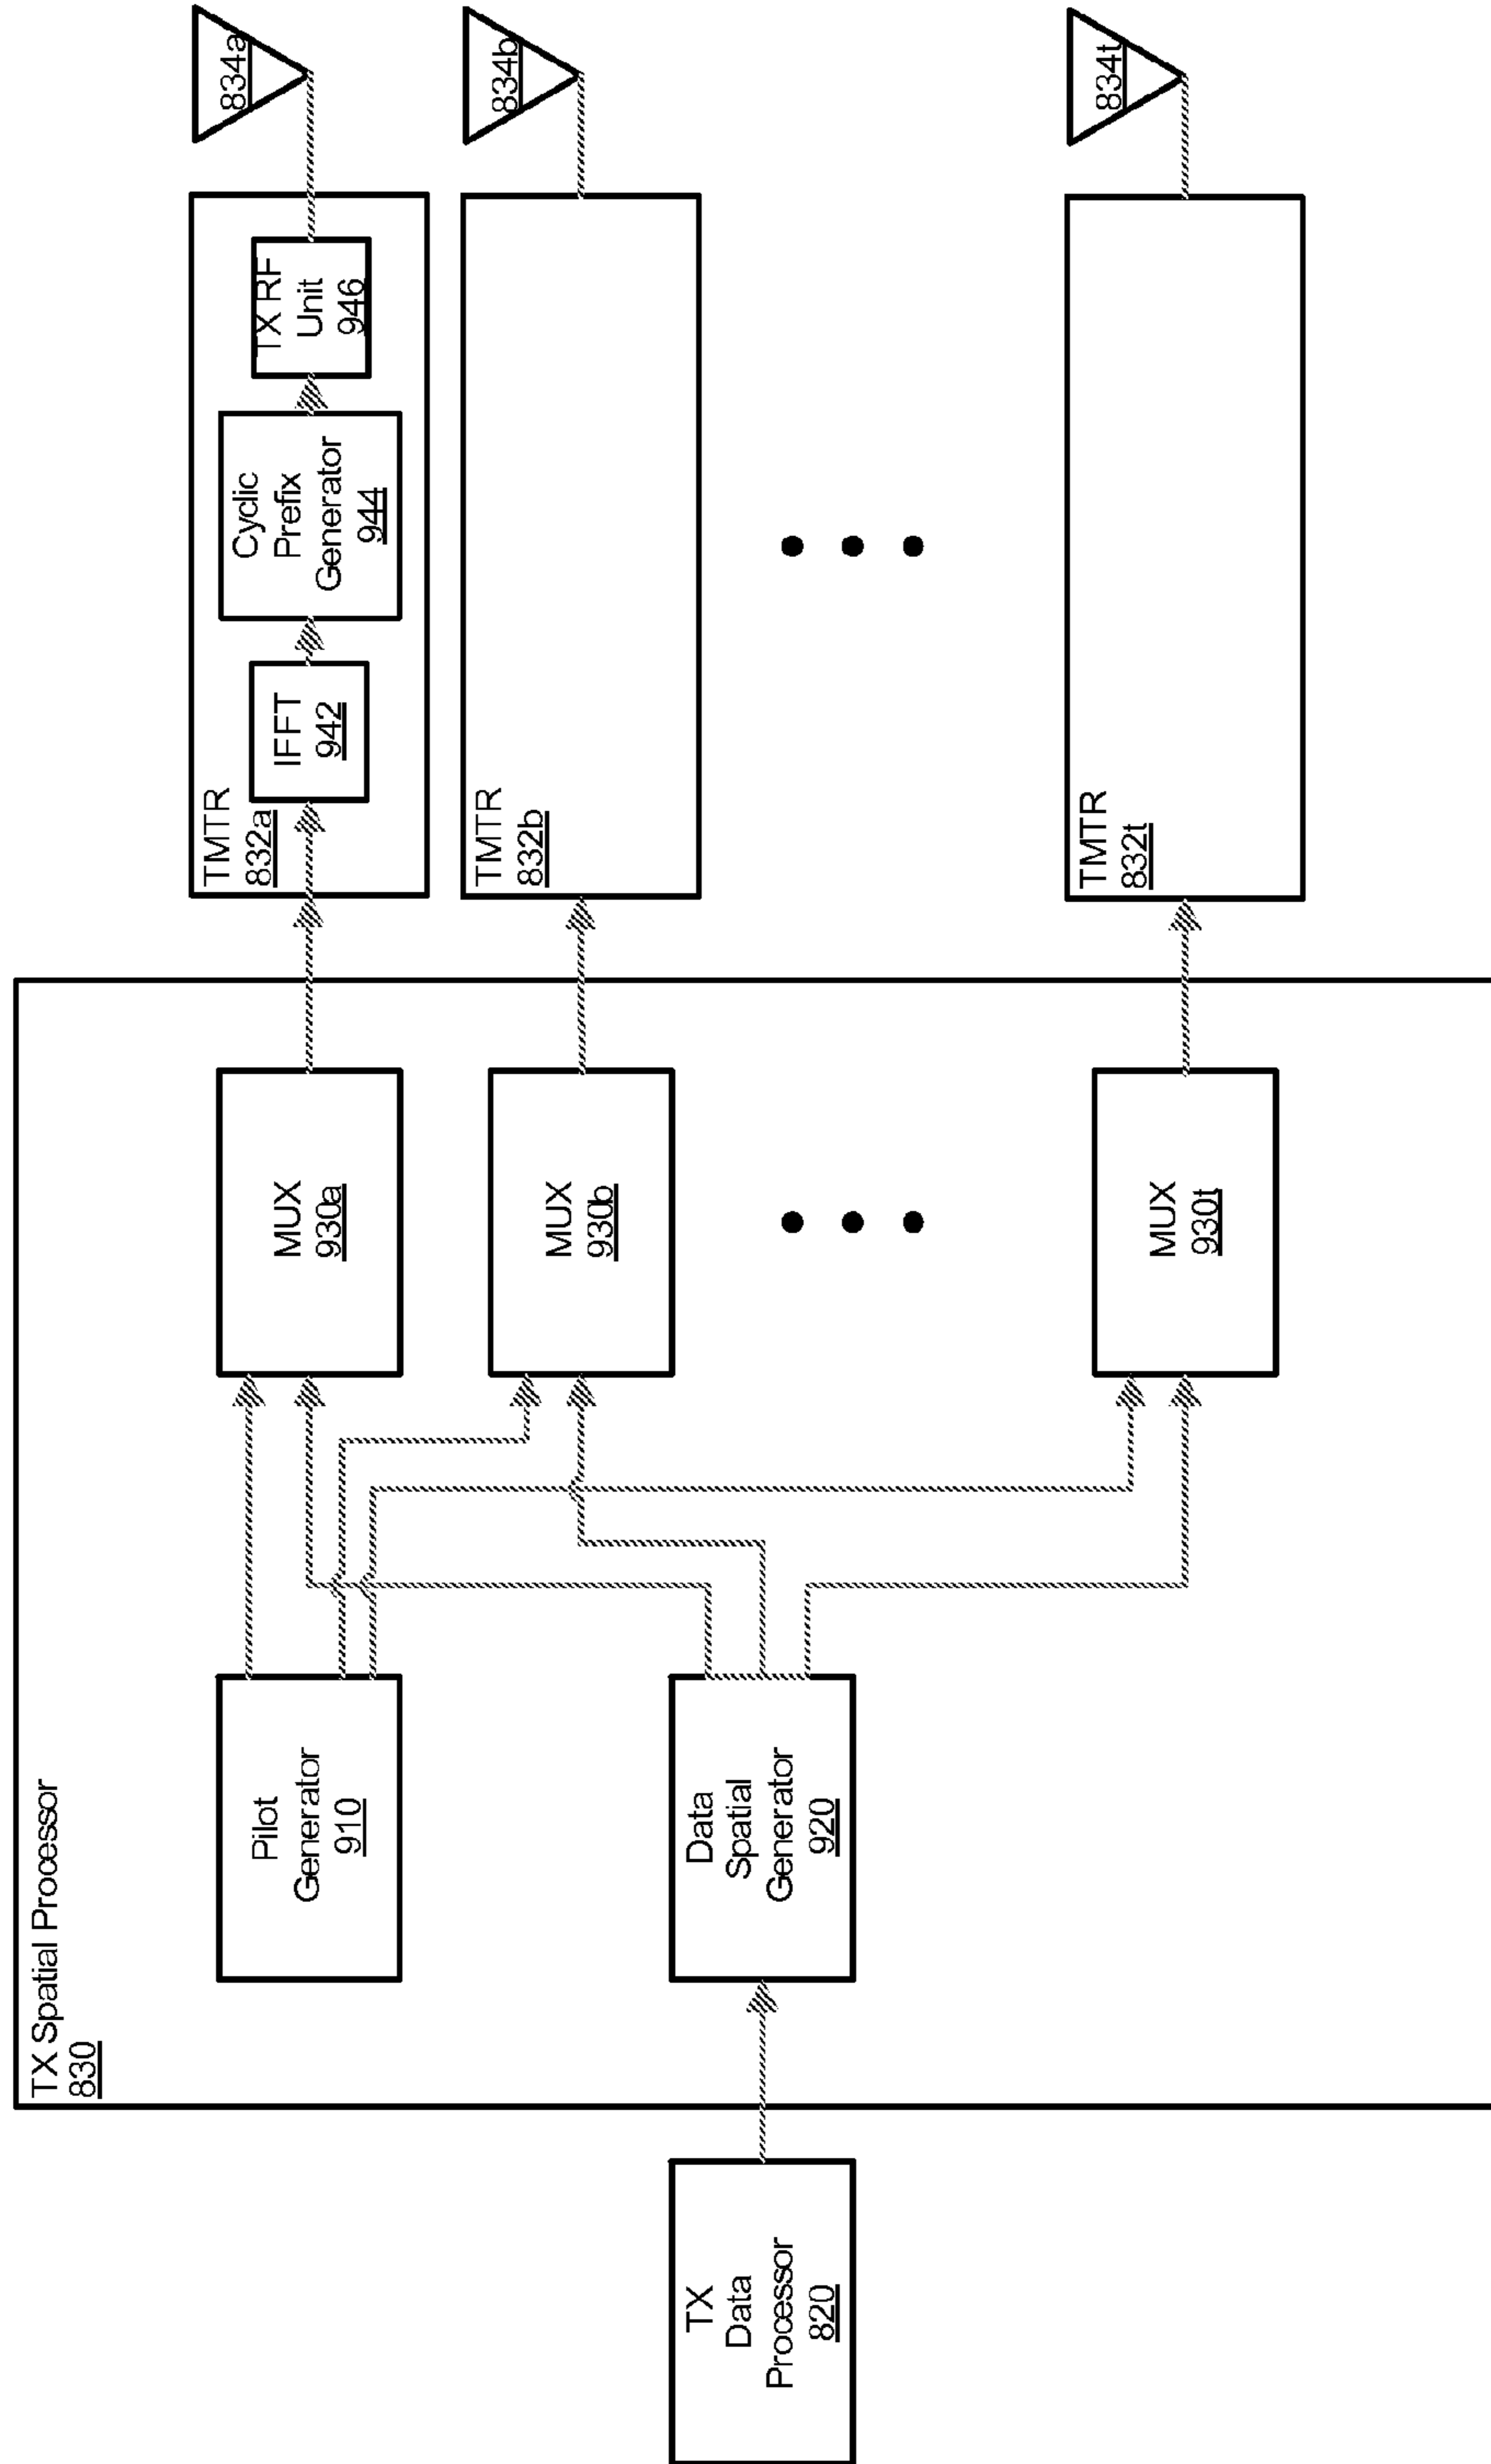 TX Spatial Processor
830
TX
Data
Processor
820
Pilot
Generator
910
Data
Spatial
Generator
920
MUX
930a
MUX
930b
MUX
930t
TMTR
832a
IFFT
942
Cyclic
Prefix
Generator
944
TX RF
Unit
946
TMTR
832b
TMTR
832t
834a
834b
834t